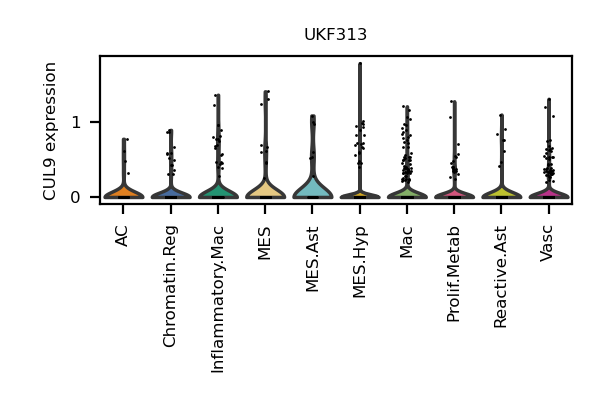 UKF313
CUL9 expression
1
0
AC
Chromatin.Reg
Inflammatory.Mac
MES
MES.Ast
MES.Hyp
Mac
Prolif.Metab
Reactive.Ast
Vasc